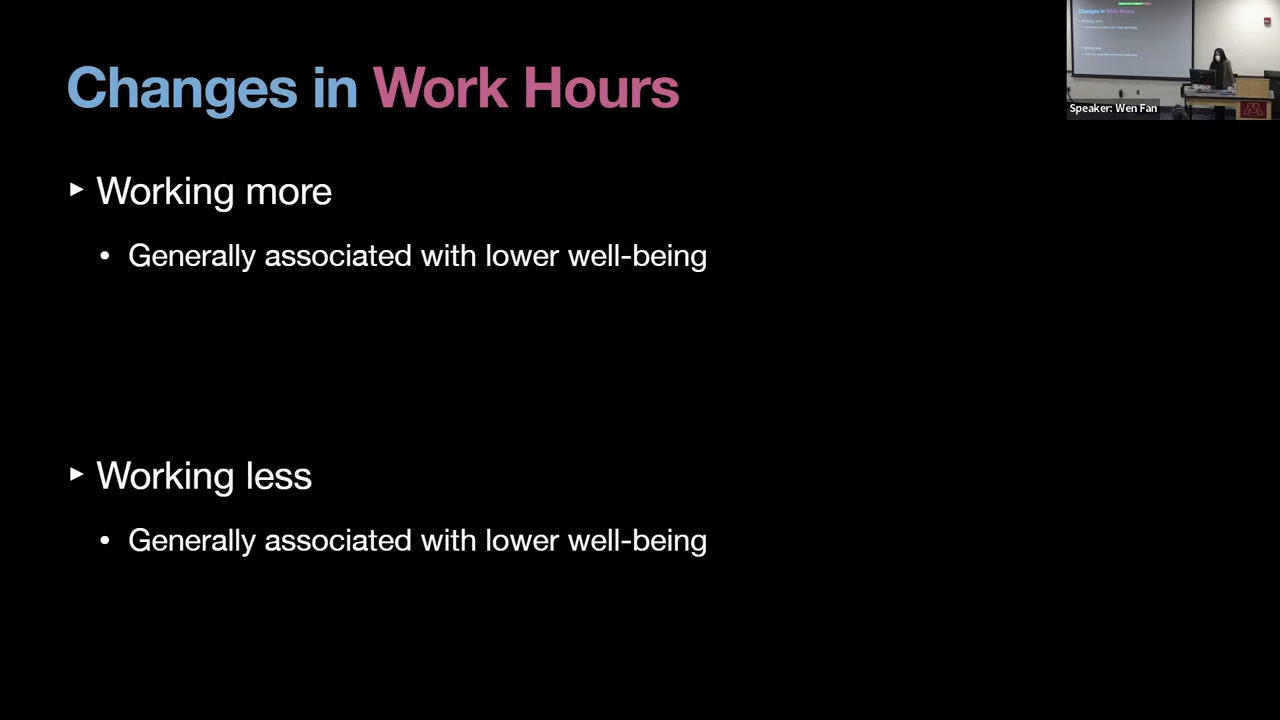 Changes in Work Hours
Speaker: Wen Fan
▸ Working more
• Generally associated with lower well-being
▸ Working less
• Generally associated with lower well-being